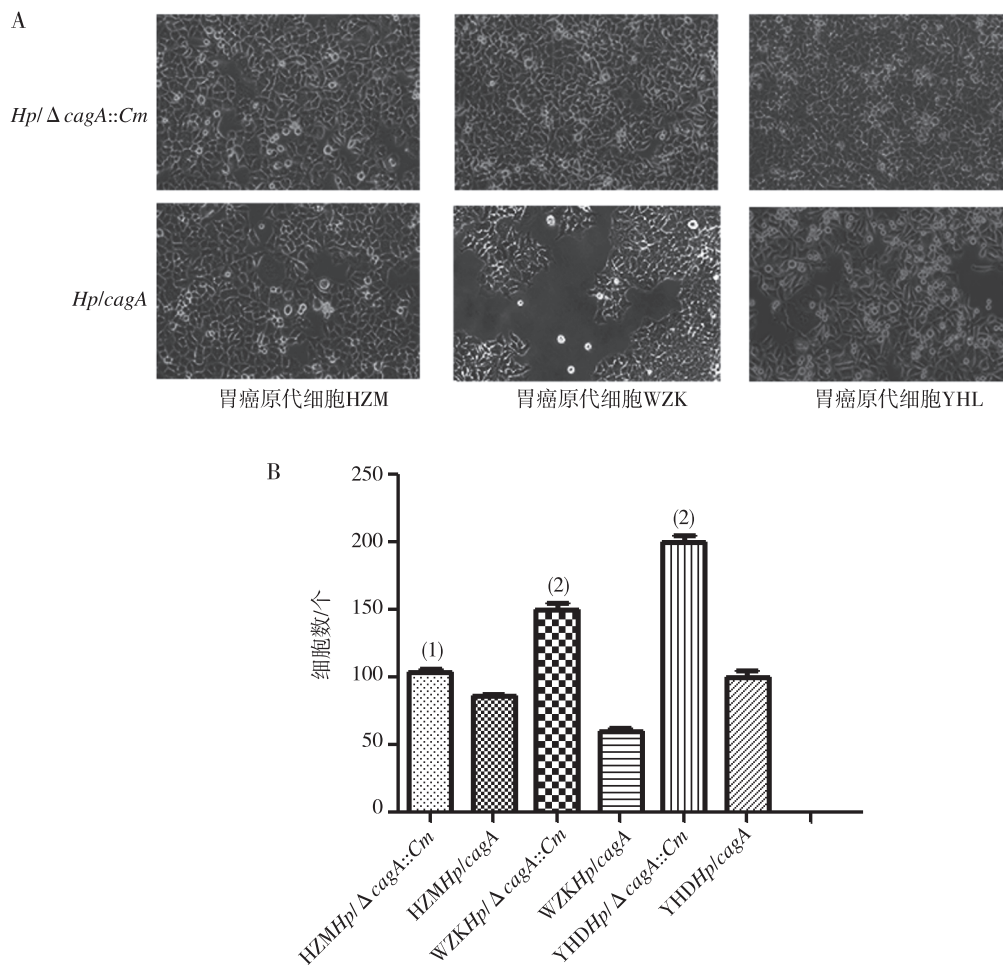 A
Hp/ΔcagA::Cm
Hp/cagA
胃癌原代细胞HZM
胃癌原代细胞WZK
胃癌原代细胞YHL
B
细胞数/个
250
200
150
100
50
0
(1)
(2)
(2)
HZMHp/ΔcagA::Cm
HZMHp/cagA
WZKHp/ΔcagA::Cm
WZKHp/cagA
YHDHp/ΔcagA::Cm
YHDHp/cagA